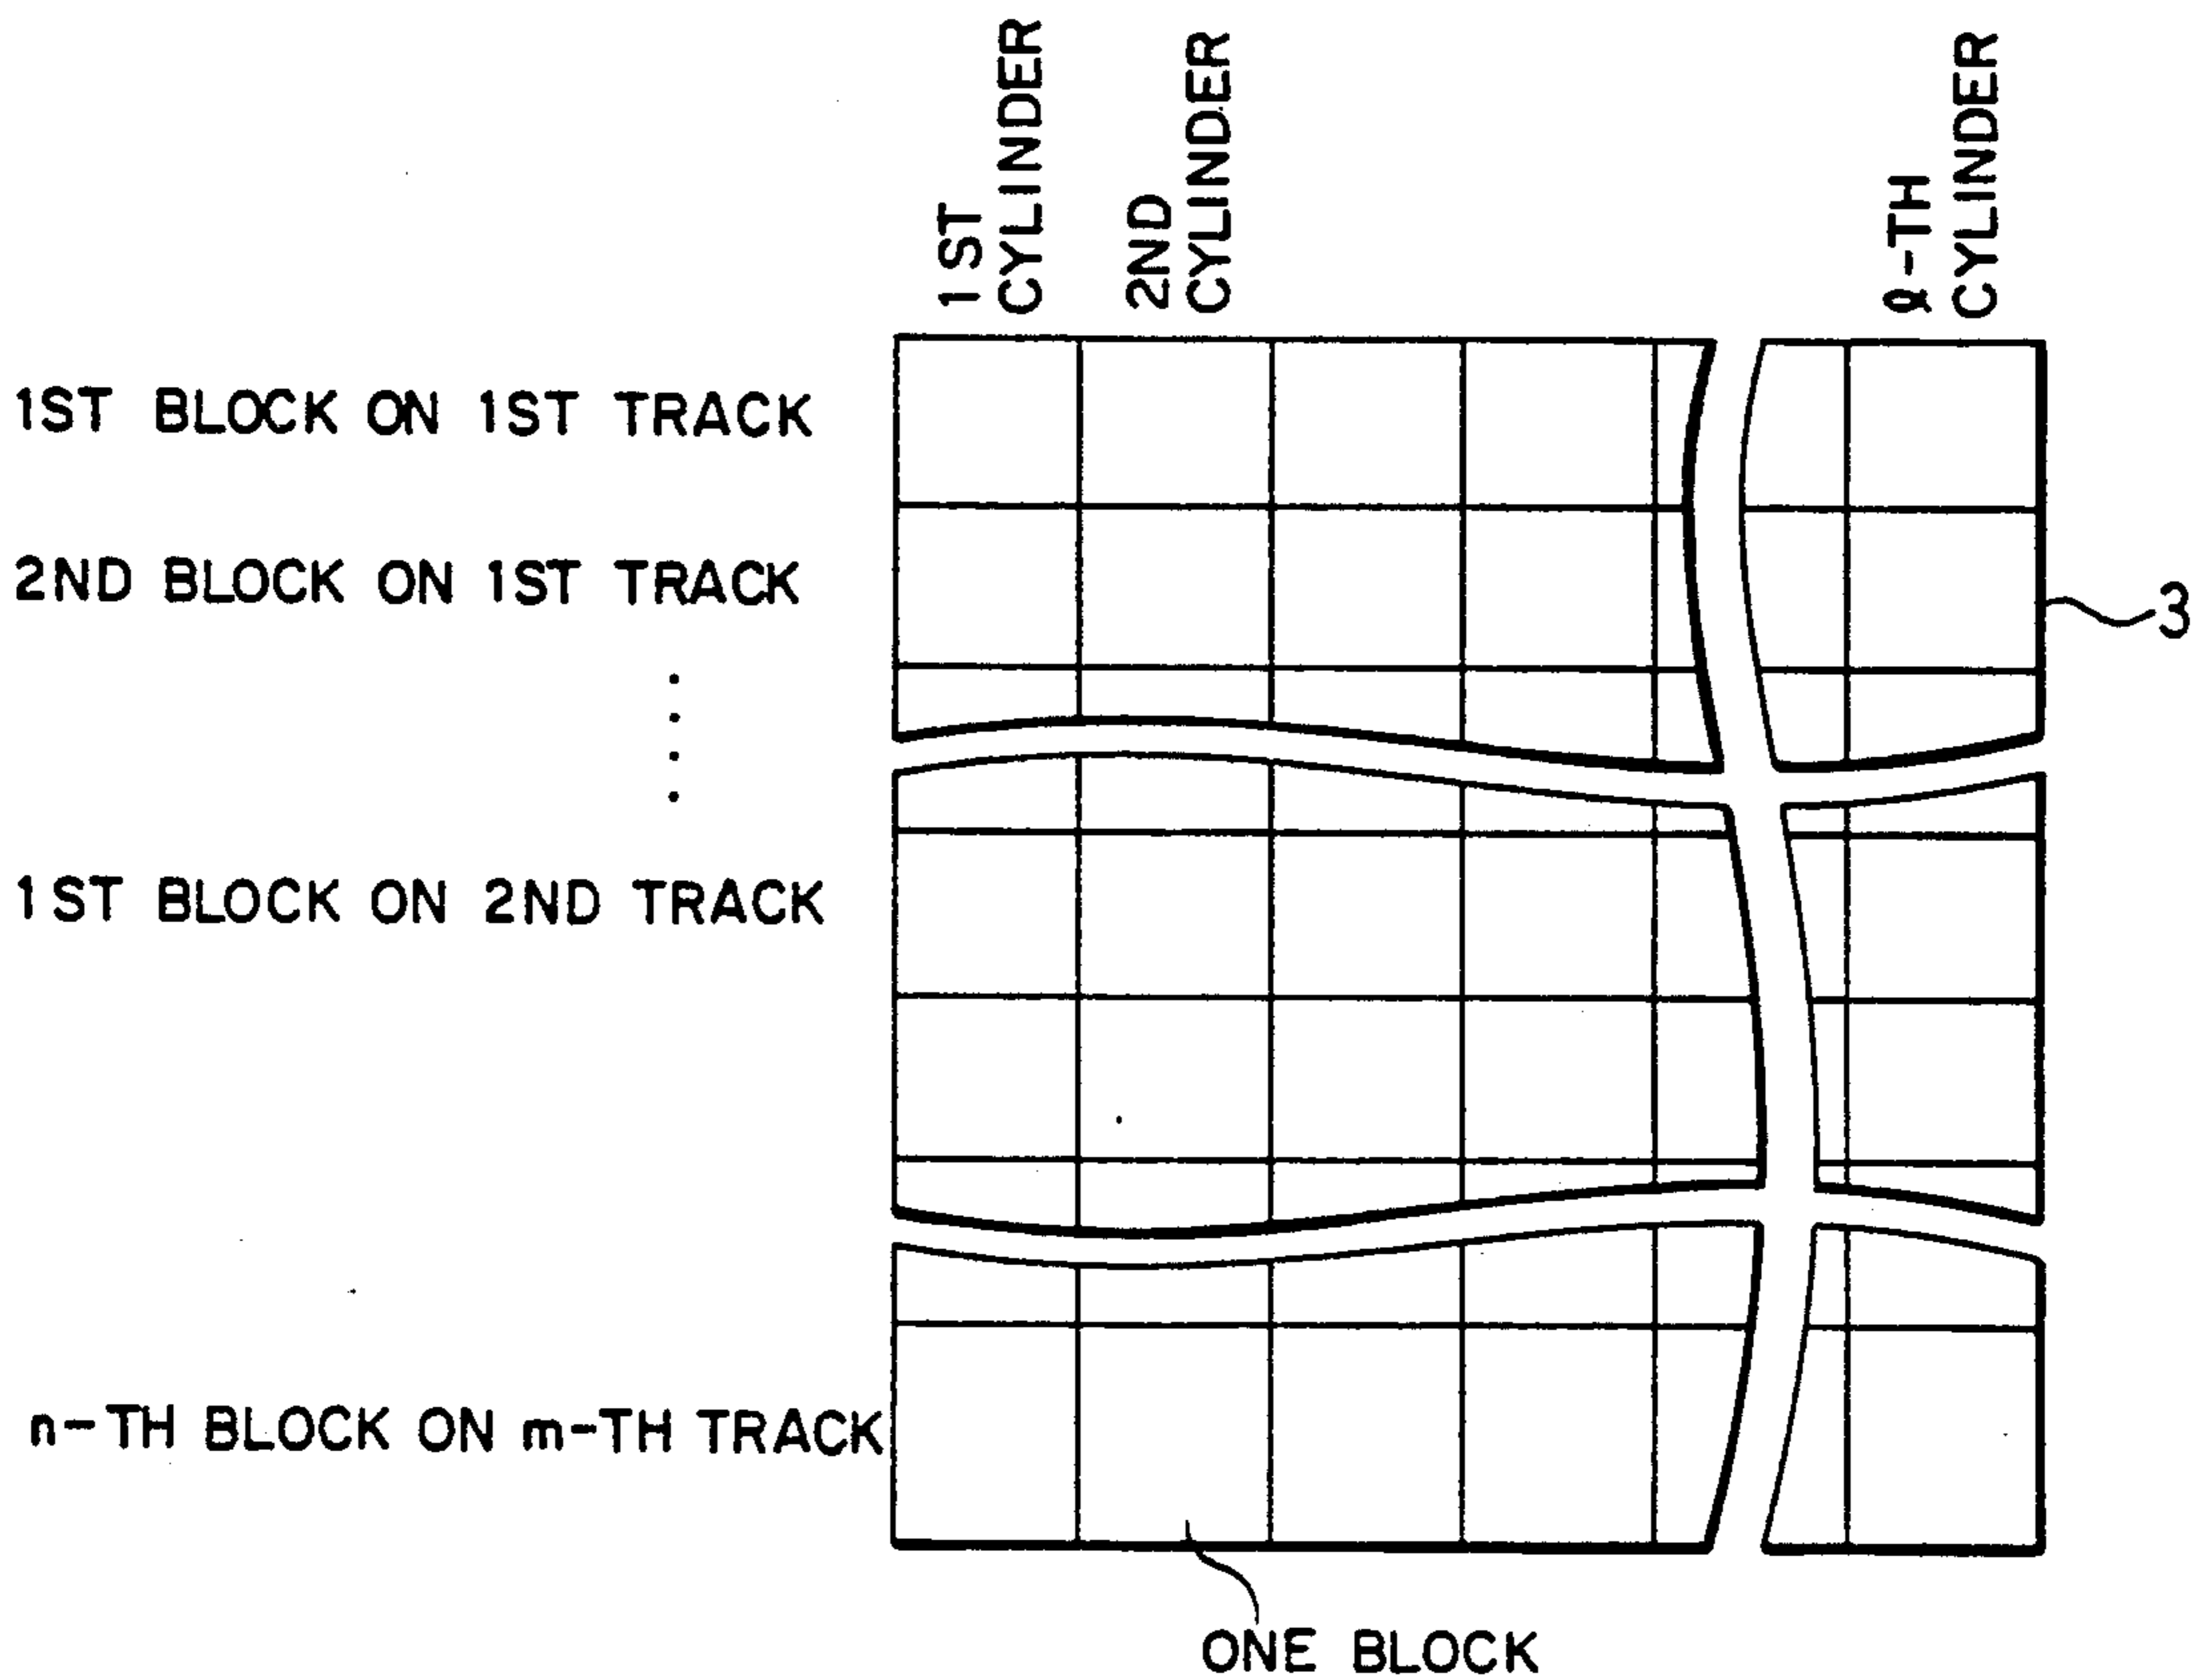 1ST
CYLINDER
2ND
CYLINDER
ℓ-TH
CYLINDER
1ST BLOCK ON 1ST TRACK
2ND BLOCK ON 1ST TRACK
3
1ST BLOCK ON 2ND TRACK
n-TH BLOCK ON m-TH TRACK
ONE BLOCK